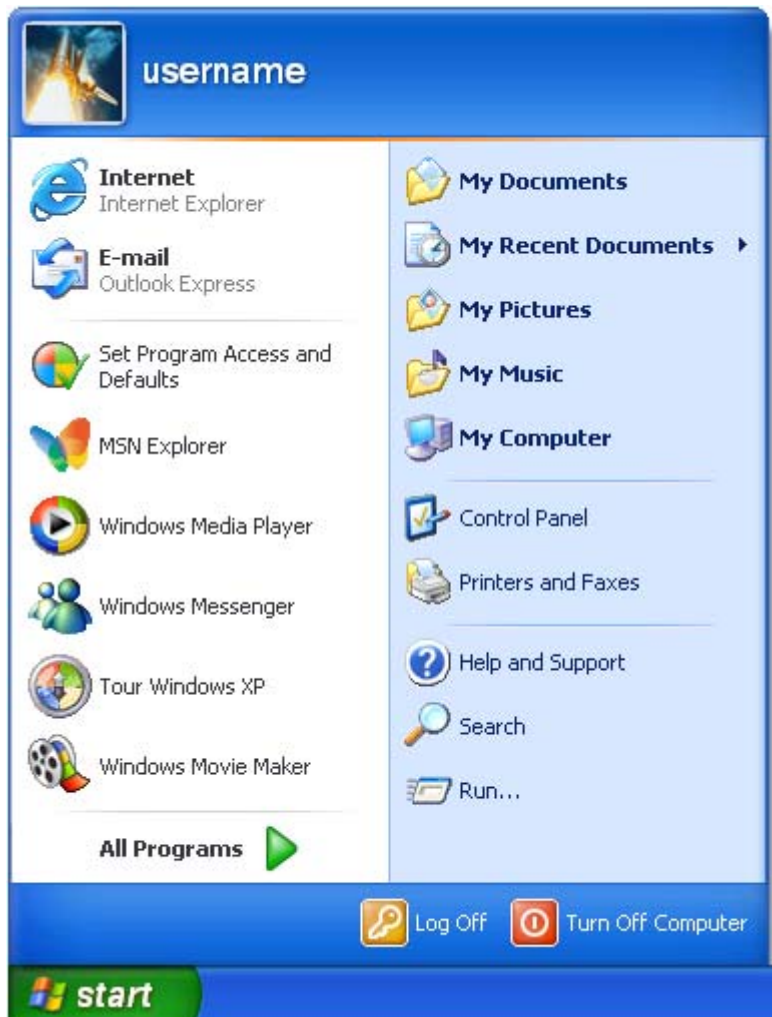 username
Internet
Internet Explorer
E-mail
Outlook Express
Set Program Access and
Defaults
MSN Explorer
Windows Media Player
Windows Messenger
Tour Windows XP
Windows Movie Maker
All Programs
My Documents
My Recent Documents
My Pictures
My Music
My Computer
Control Panel
Printers and Faxes
Help and Support
Search
Run...
Log Off
Turn Off Computer
start